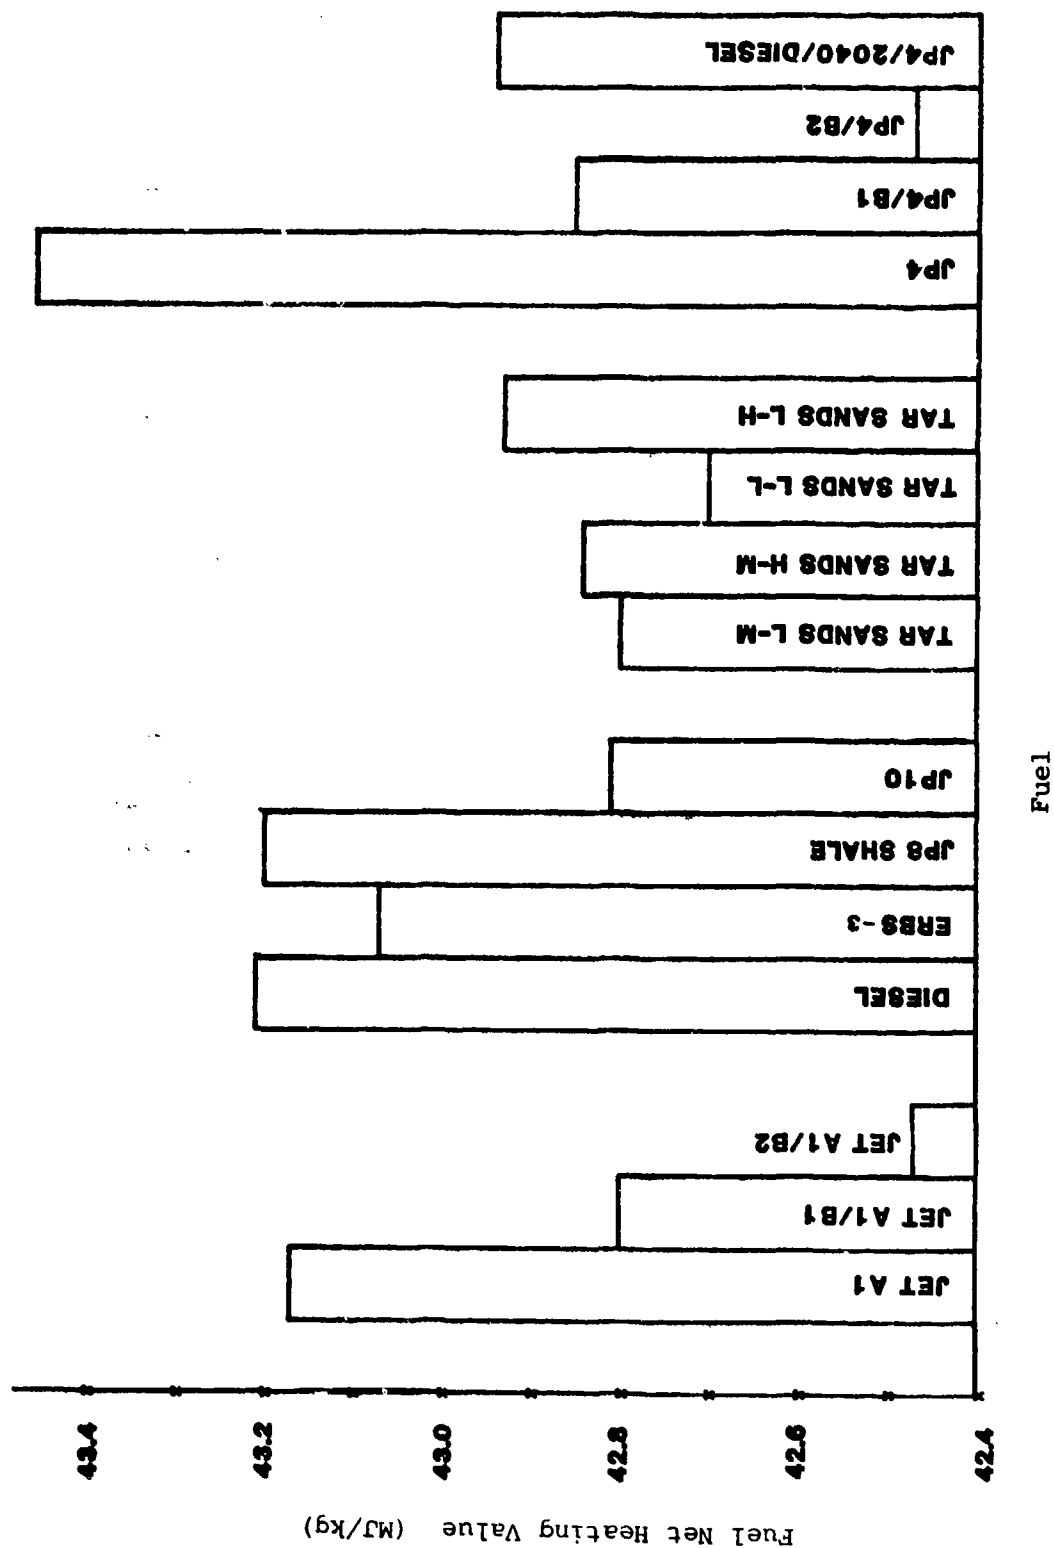 Fuel Net Heating Value (MJ/kg)
43.4
43.2
43.0
42.8
42.6
42.4
JET A1
JET A1/B1
JET A1/B2
DIESEL
ERBS-3
JP8 SHALE
JP10
TAR SANDS L-M
TAR SANDS H-M
TAR SANDS L-L
TAR SANDS L-H
JP4
JP4/B1
JP4/B2
JP4/2040/DIESEL
Fuel